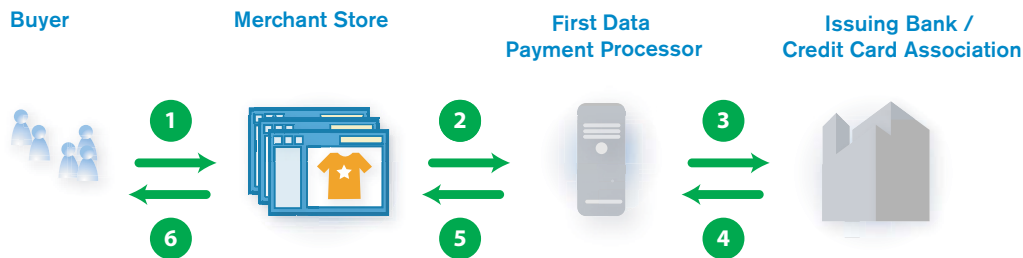 Buyer
Merchant Store
First Data
Payment Processor
Issuing Bank /
Credit Card Association
1
2
3
6
5
4